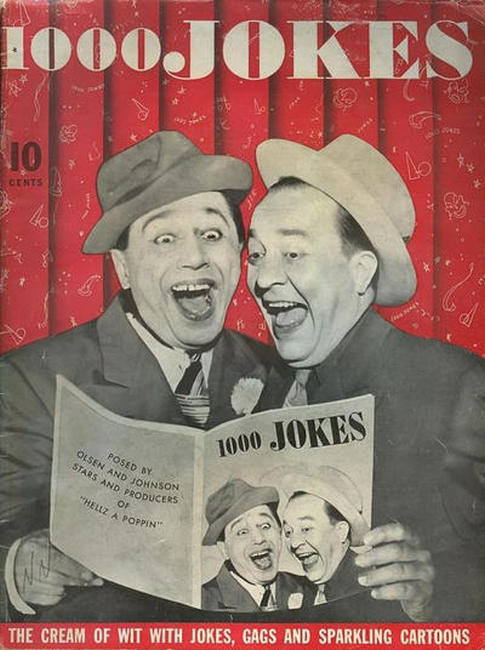 1000 JOKES
10
CENTS
POSED BY
OLSEN AND JOHNSON
STARS AND PRODUCERS
OF
"HELLZ A POPPIN"
1000 JOKES
THE CREAM OF WIT WITH JOKES, GAGS AND SPARKLING CARTOONS